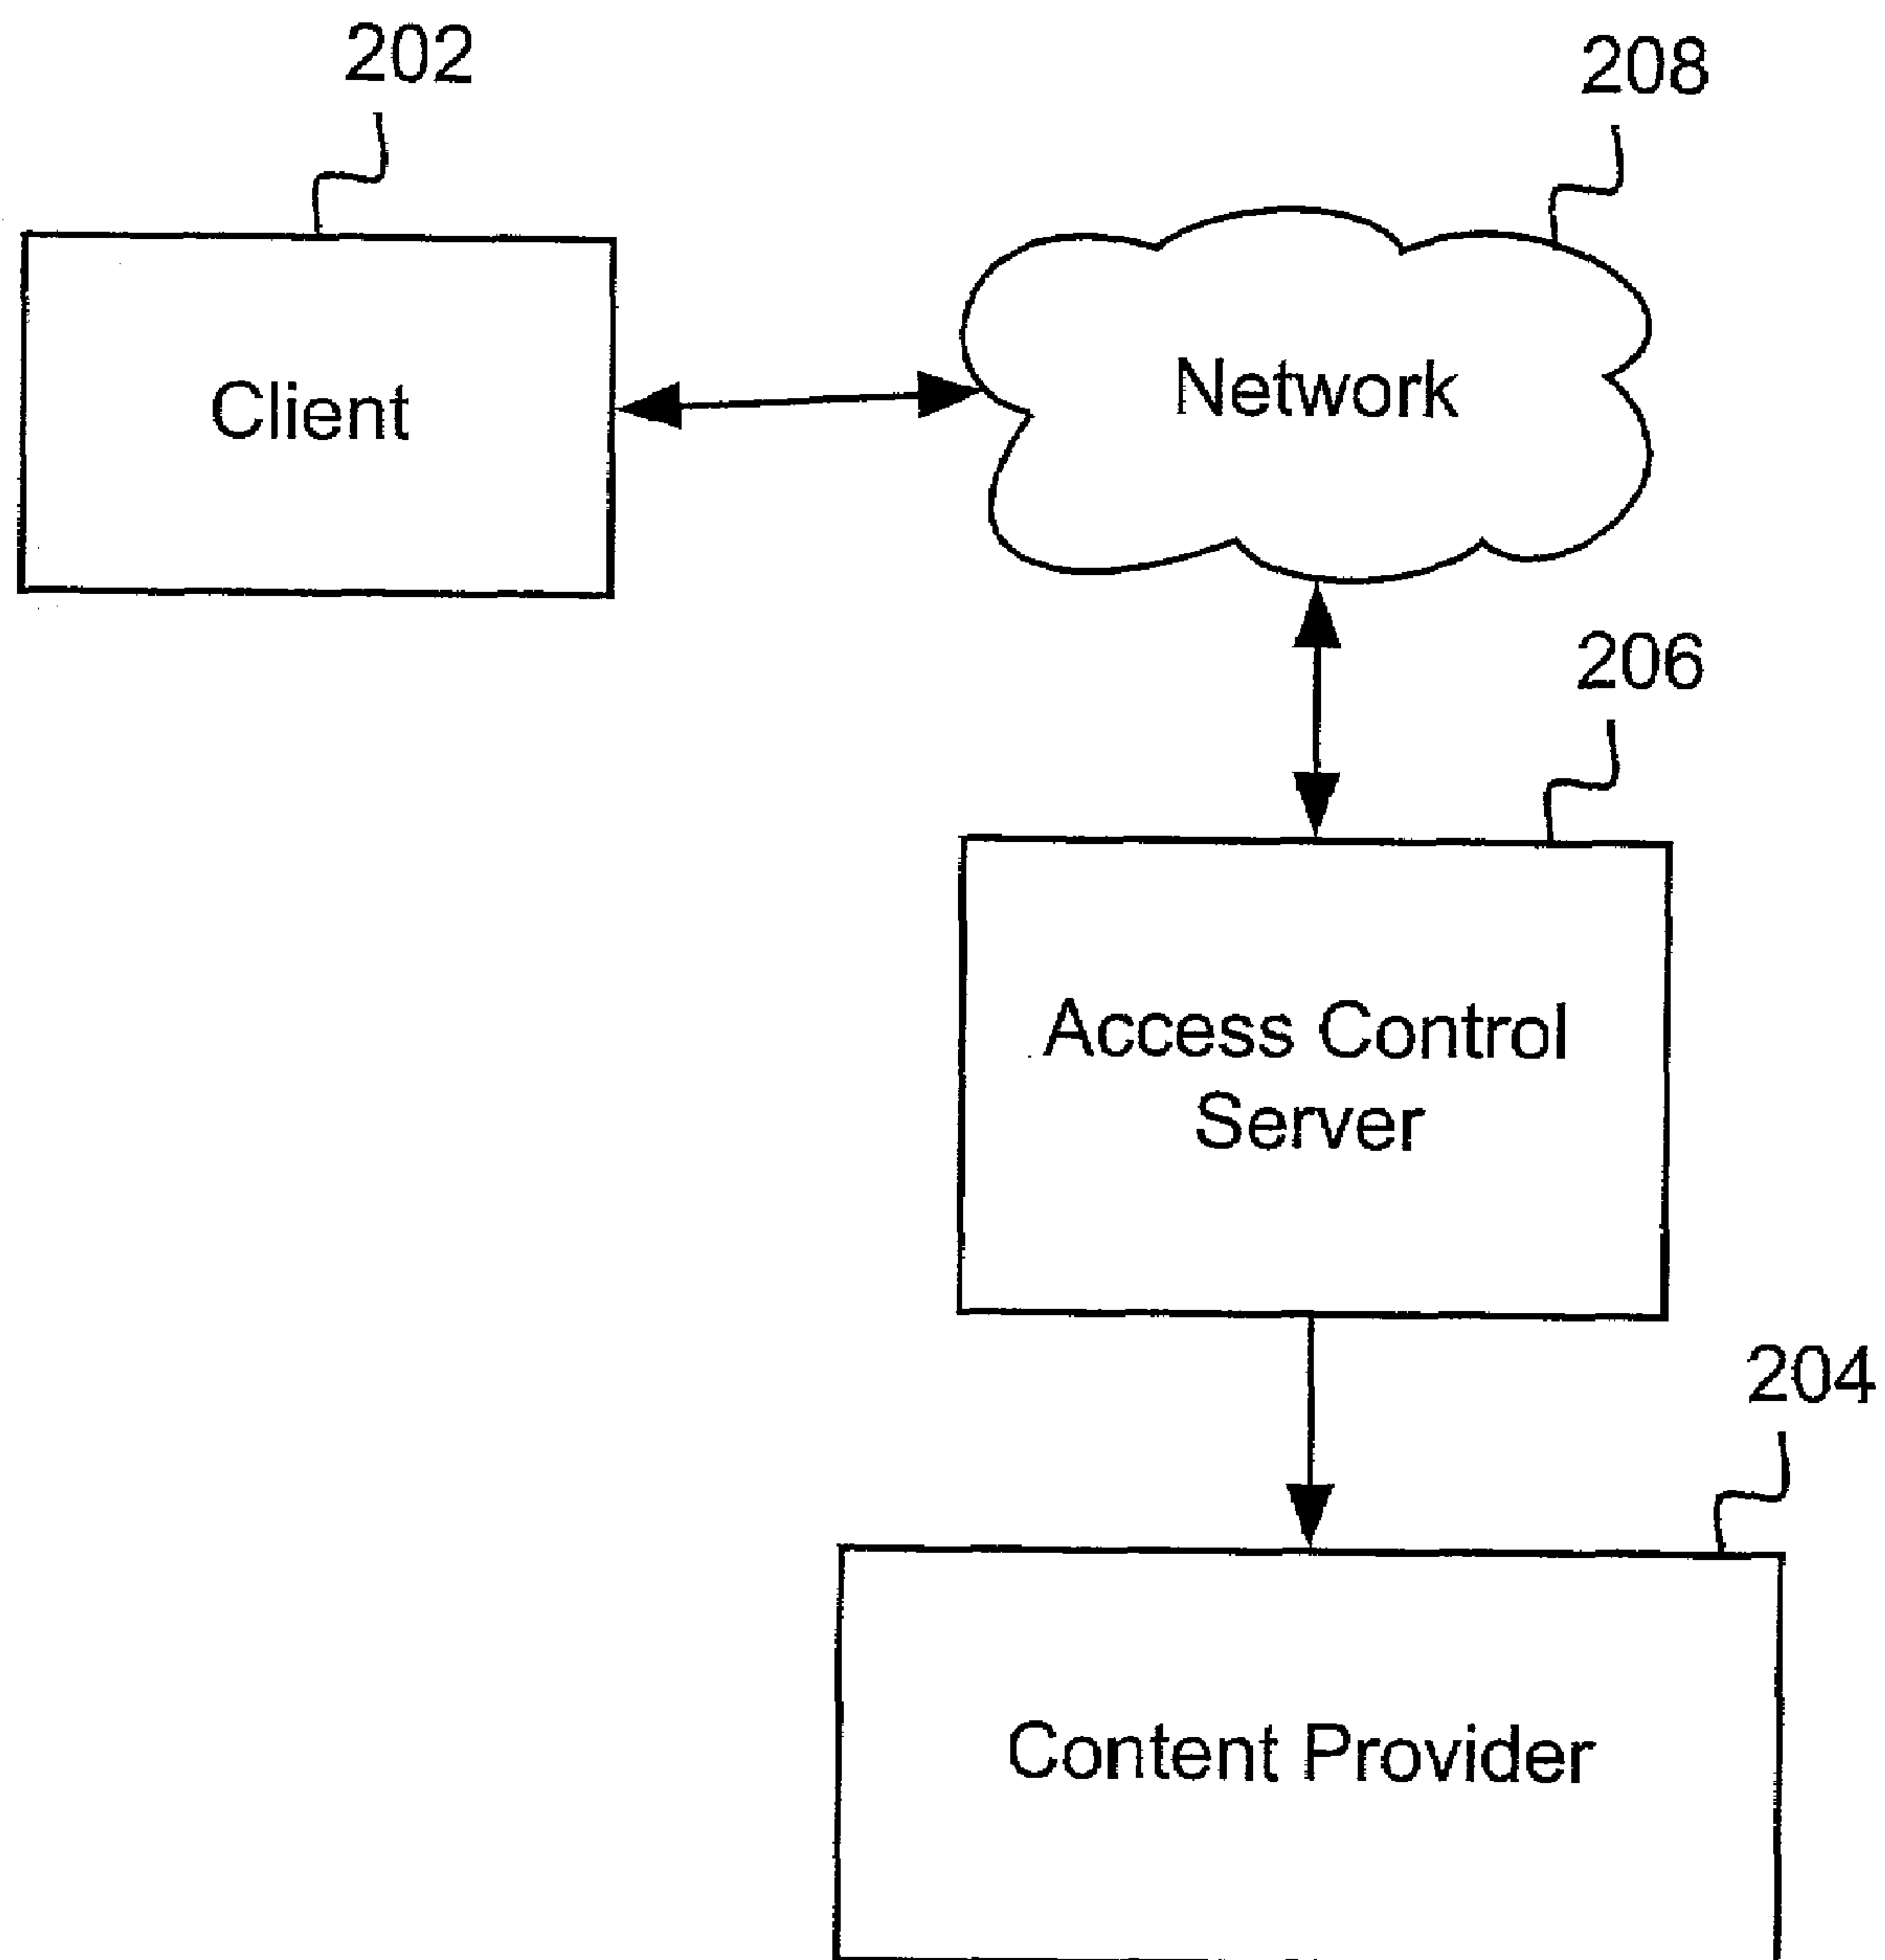 202
208
Client
Network
206
Access Control
Server
204
Content Provider